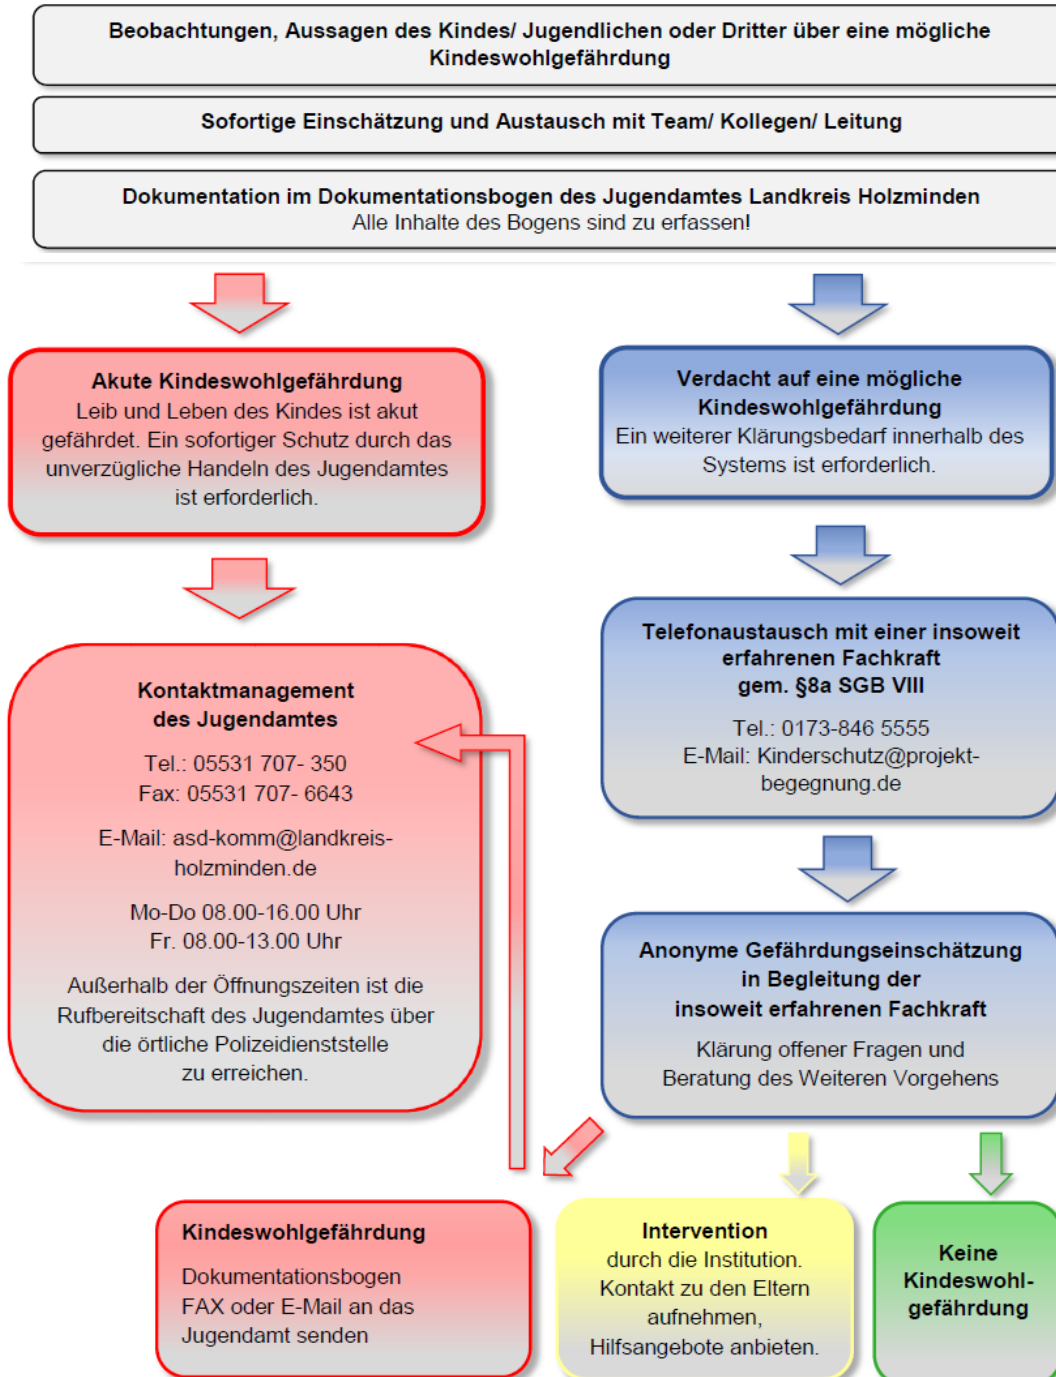 Beobachtungen, Aussagen des Kindes/ Jugendlichen oder Dritter über eine mögliche
Kindeswohlgefährdung
Sofortige Einschätzung und Austausch mit Team/ Kollegen/ Leitung
Dokumentation im Dokumentationsbogen des Jugendamtes Landkreis Holzminden
Alle Inhalte des Bogens sind zu erfassen!
Akute Kindeswohlgefährdung
Leib und Leben des Kindes ist akut
gefährdet. Ein sofortiger Schutz durch das
unverzügliche Handeln des Jugendamtes
ist erforderlich.
Kontaktmanagement
des Jugendamtes
Tel.: 05531 707- 350
Fax: 05531 707- 6643
E-Mail: asd-komm@landkreis-
holzminden.de
Mo-Do 08.00-16.00 Uhr
Fr. 08.00-13.00 Uhr
Außerhalb der Öffnungszeiten ist die
Rufbereitschaft des Jugendamtes über
die örtliche Polizeidienststelle
zu erreichen.
Verdacht auf eine mögliche
Kindeswohlgefährdung
Ein weiterer Klärungsbedarf innerhalb des
Systems ist erforderlich.
Telefonaustausch mit einer insoweit
erfahrenen Fachkraft
gem. §8a SGB VIII
Tel.: 0173-846 5555
E-Mail: Kinderschutz@projekt-
begegnung.de
Anonyme Gefährdungseinschätzung
in Begleitung der
insoweit erfahrenen Fachkraft
Klärung offener Fragen und
Beratung des Weiteren Vorgehens
Kindeswohlgefährdung
Dokumentationsbogen
FAX oder E-Mail an das
Jugendamt senden
Intervention
durch die Institution.
Kontakt zu den Eltern
aufnehmen,
Hilfsangebote anbieten.
Keine
Kindeswohl-
gefährdung